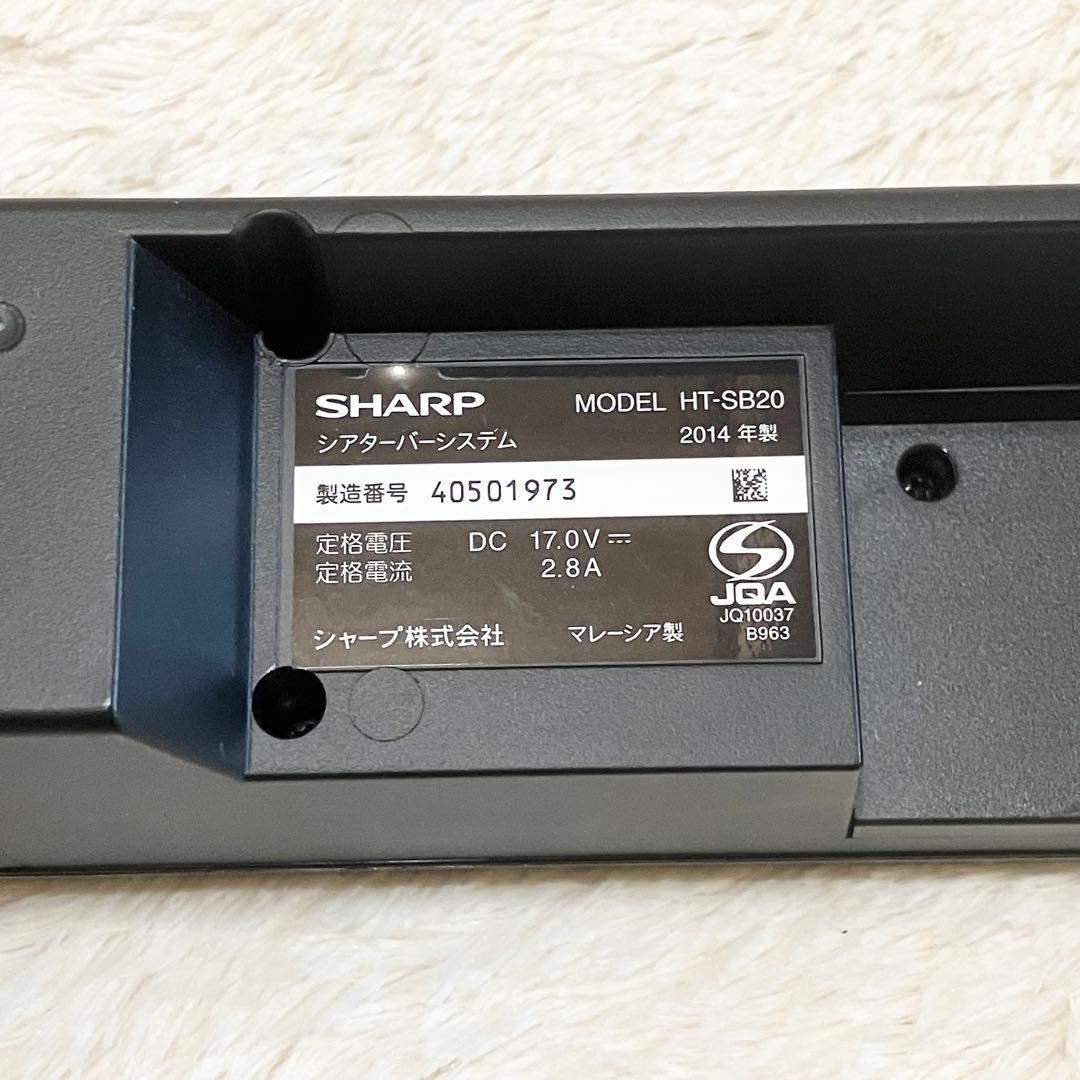 SHARP MODEL HT-SB20
シアターバーシステム 2014 年製
製造番号 40501973
定格電圧 DC 17.0V ⎓
定格電流 2.8A
JQA
JQ10037
シャープ株式会社 マレーシア製 B963